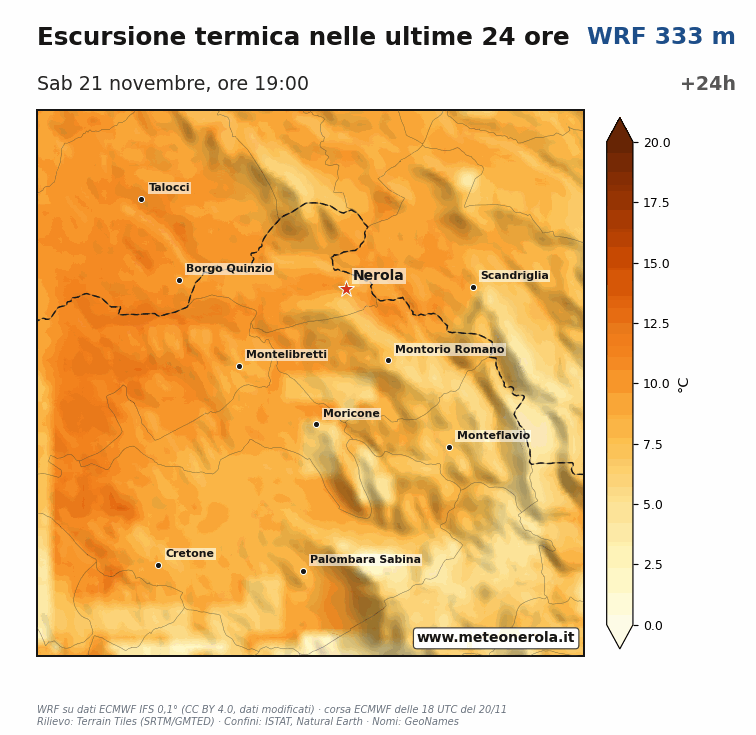 Escursione termica nelle ultime 24 ore WRF 333 m
Sab 21 novembre, ore 19:00 +24h
Talocci
Borgo Quinzio
Nerola
Scandriglia
Montelibretti
Montorio Romano
Moricone
Monteflavio
Cretone
Palombara Sabina
www.meteonerola.it
20.0
17.5
15.0
12.5
10.0
7.5
5.0
2.5
0.0
°C
WRF su dati ECMWF IFS 0,1° (CC BY 4.0, dati modificati) · corsa ECMWF delle 18 UTC del 20/11
Rilievo: Terrain Tiles (SRTM/GMTED) · Confini: ISTAT, Natural Earth · Nomi: GeoNames